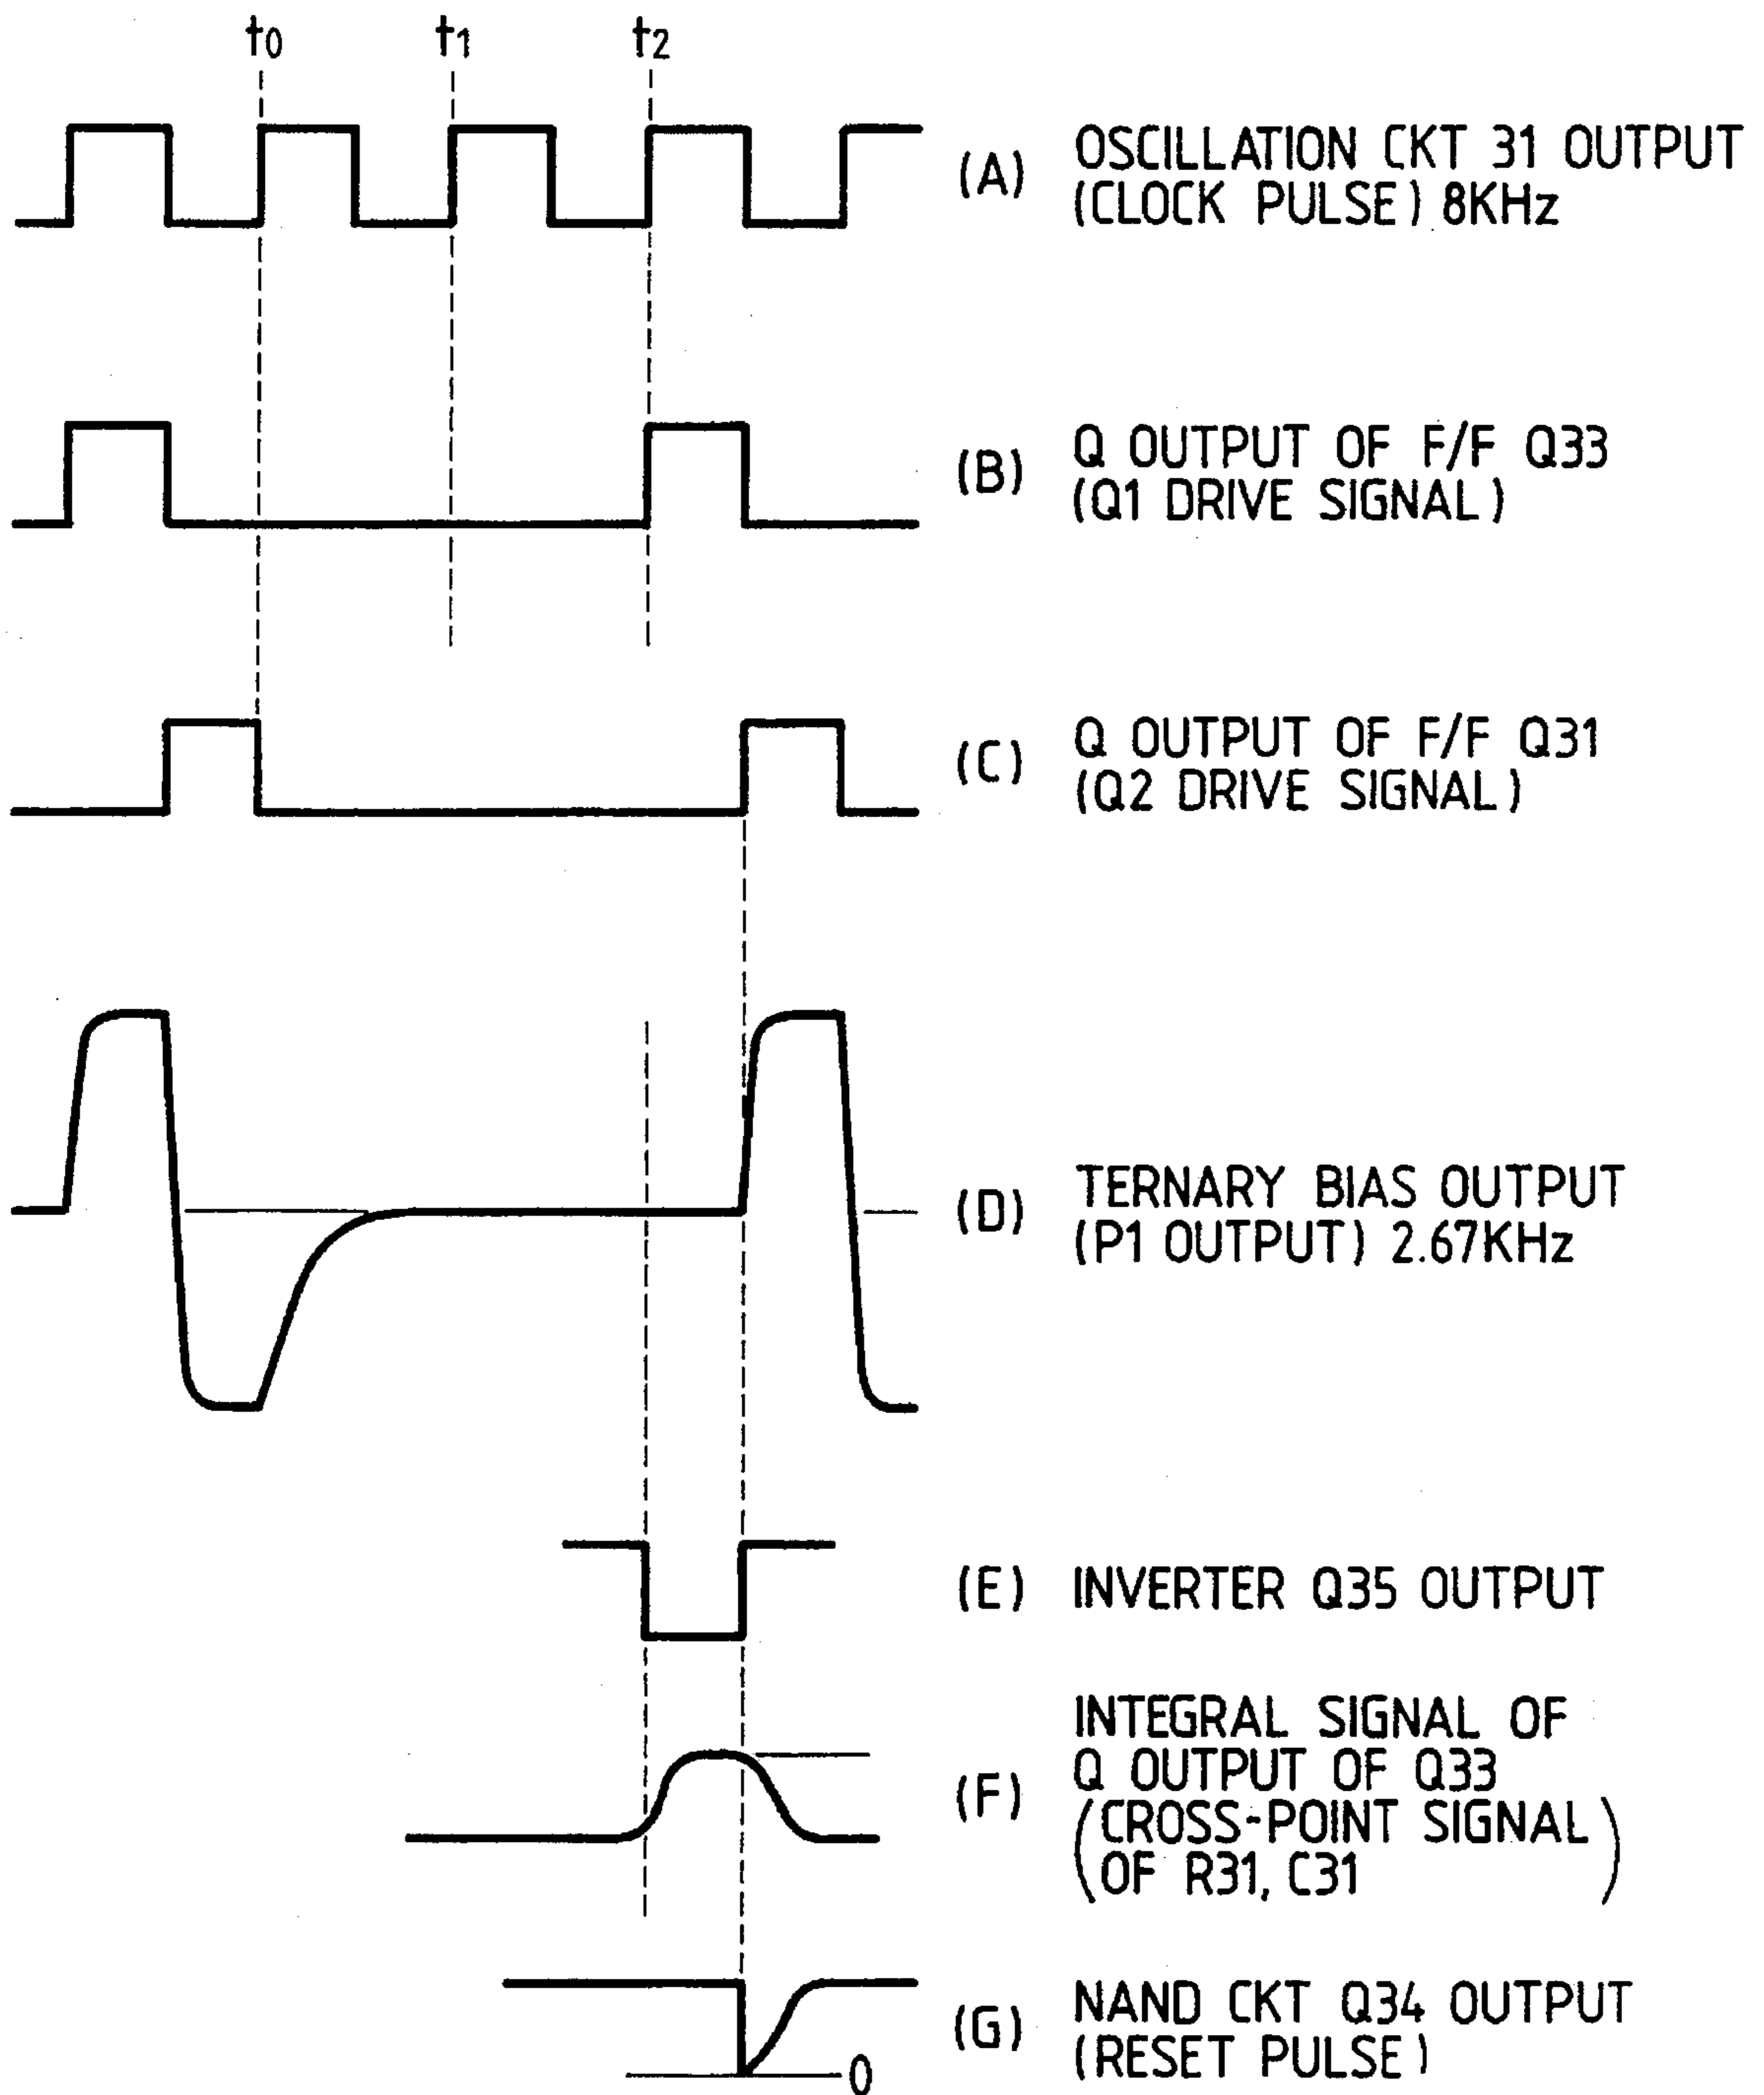 t0 t1 t2
(A) OSCILLATION CKT 31 OUTPUT
(CLOCK PULSE) 8KHz
(B) Q OUTPUT OF F/F Q33
(Q1 DRIVE SIGNAL)
(C) Q OUTPUT OF F/F Q31
(Q2 DRIVE SIGNAL)
(D) TERNARY BIAS OUTPUT
(P1 OUTPUT) 2.67KHz
(E) INVERTER Q35 OUTPUT
(F) INTEGRAL SIGNAL OF
Q OUTPUT OF Q33
(CROSS-POINT SIGNAL
OF R31, C31)
(G) NAND CKT Q34 OUTPUT
(RESET PULSE)
0